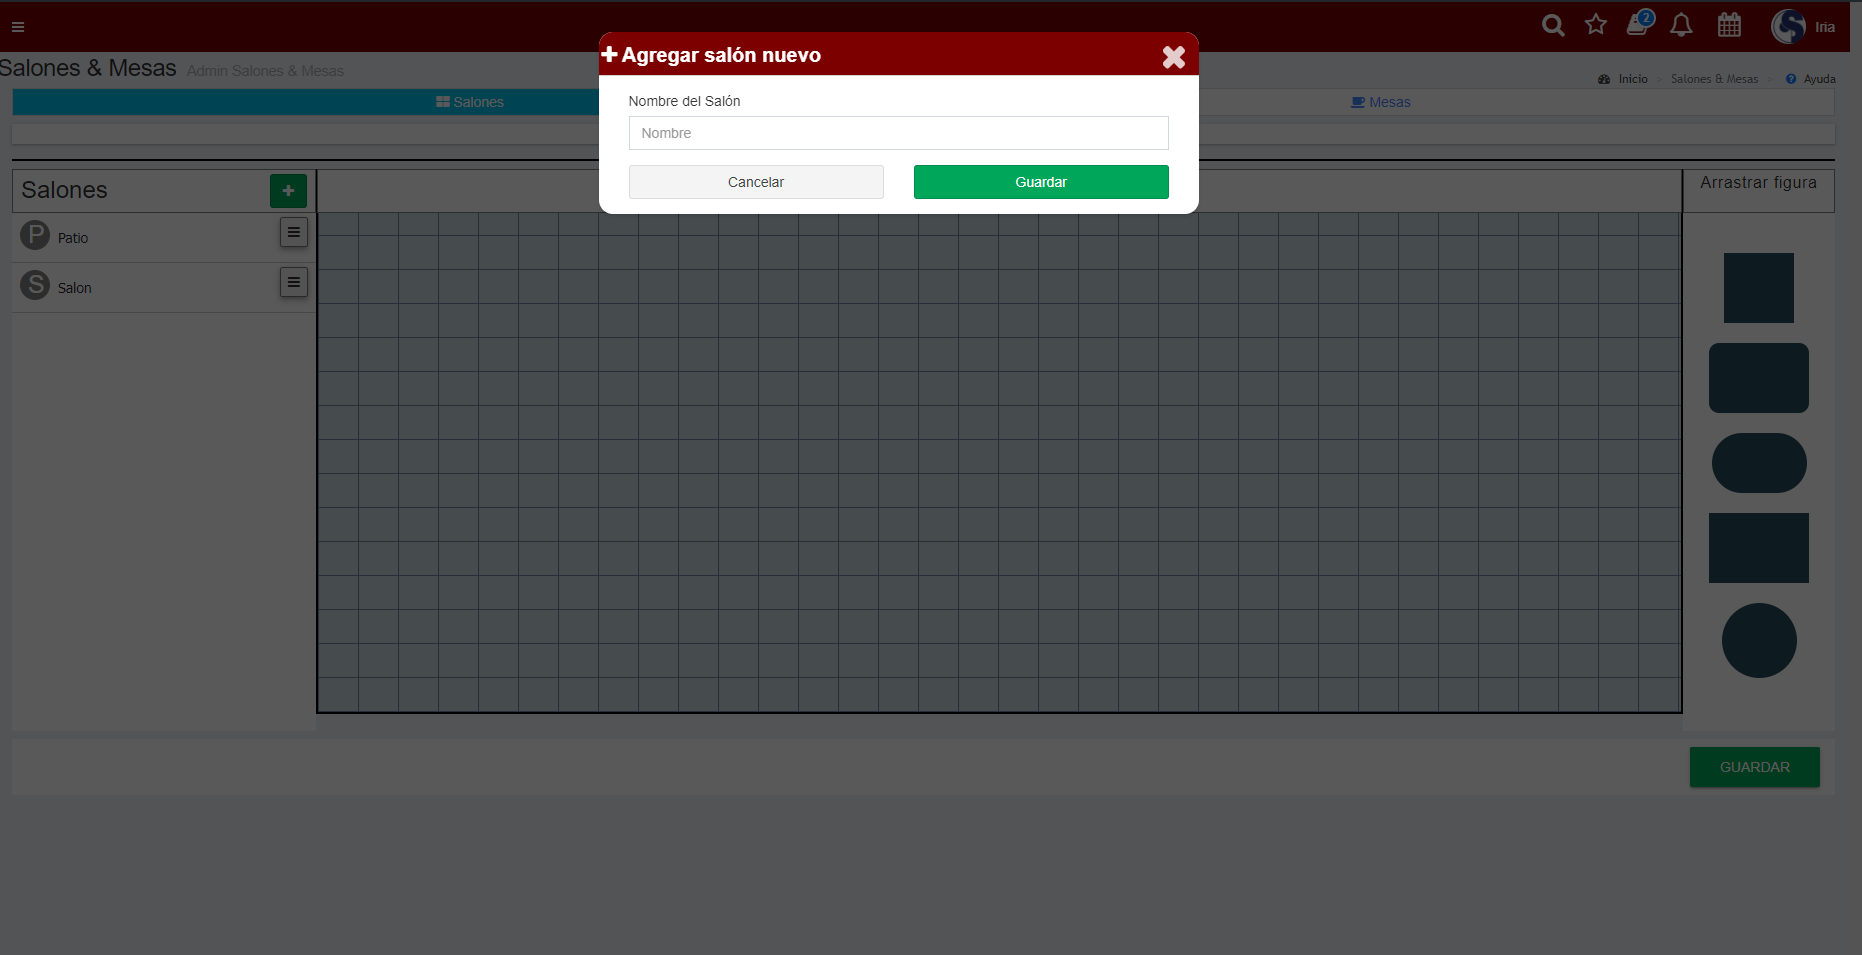 2
Iria
Agregar salón nuevo
Salones & Mesas Admin Salones & Mesas
Inicio > Salones & Mesas > Ayuda
Salones
Mesas
Nombre del Salón
Nombre
Cancelar
Guardar
Salones
Arrastrar figura
P Patio
S Salon
GUARDAR